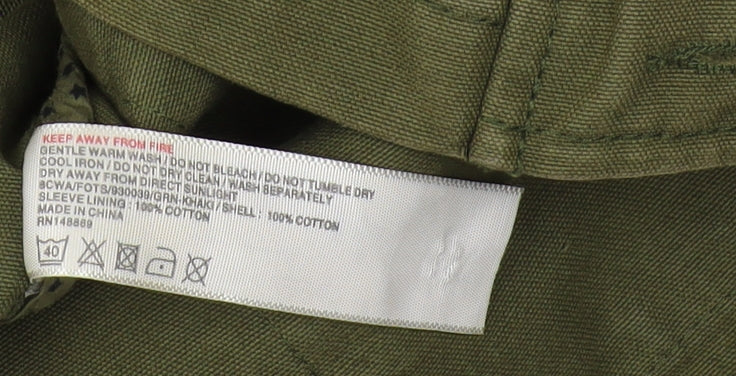 KEEP AWAY FROM FIRE
GENTLE WARM WASH / DO NOT BLEACH / DO NOT TUMBLE DRY
COOL IRON / DO NOT DRY CLEAN / WASH SEPARATELY
DRY AWAY FROM DIRECT SUNLIGHT
8CWA/FOTS/930039/GRN-KHAKI / SHELL : 100% COTTON
SLEEVE LINING : 100% COTTON
MADE IN CHINA
RN148869
40